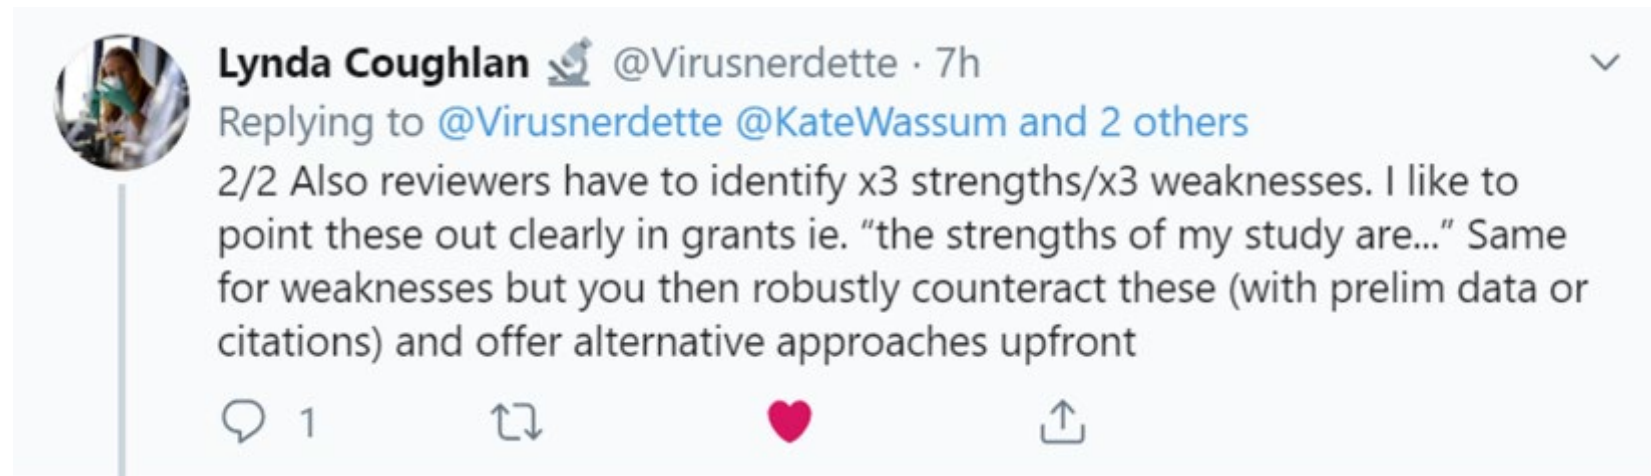 Lynda Coughlan 🔬 @Virusnerdette · 7h
Replying to @Virusnerdette @KateWassum and 2 others
2/2 Also reviewers have to identify x3 strengths/x3 weaknesses. I like to
point these out clearly in grants ie. “the strengths of my study are...” Same
for weaknesses but you then robustly counteract these (with prelim data or
citations) and offer alternative approaches upfront
1